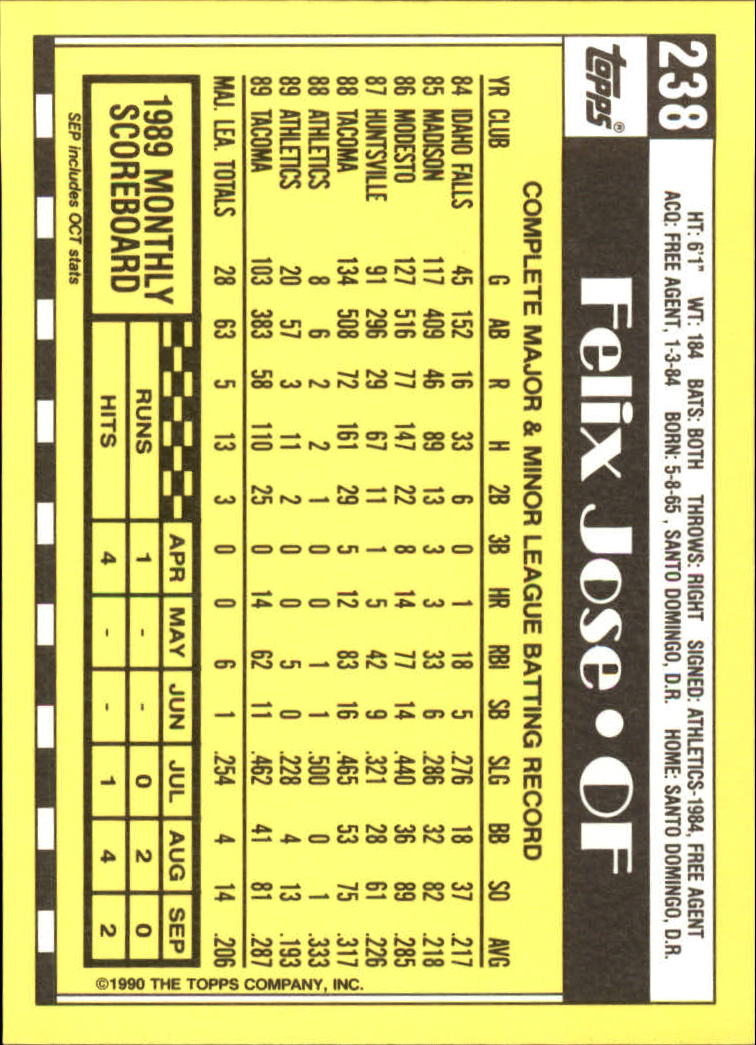 238
HT: 6'1" WT: 184 BATS: BOTH THROWS: RIGHT SIGNED: ATHLETICS-1984, FREE AGENT
ACQ: FREE AGENT, 1-3-84 BORN: 5-8-65, SANTO DOMINGO, D.R. HOME: SANTO DOMINGO, D.R.
topps®
Felix Jose • OF
COMPLETE MAJOR & MINOR LEAGUE BATTING RECORD
YR CLUB G AB R H 2B 3B HR RBI SB SLG BB SO AVG
84 IDAHO FALLS 45 152 16 33 6 0 1 18 5 .276 18 37 .217
85 MADISON 117 409 46 89 13 3 3 33 6 .286 32 82 .218
86 MODESTO 127 516 77 147 22 8 14 77 14 .440 36 89 .285
87 HUNTSVILLE 91 296 29 67 11 1 5 42 9 .321 28 61 .226
88 TACOMA 134 508 72 161 29 5 12 83 16 .465 53 75 .317
88 ATHLETICS 8 6 2 2 1 0 0 1 1 .500 0 1 .333
89 ATHLETICS 20 57 3 11 2 0 0 5 0 .228 4 13 .193
89 TACOMA 103 383 58 110 25 0 14 62 11 .462 41 81 .287
MAJ. LEA. TOTALS 28 63 5 13 3 0 0 6 1 .254 4 14 .206
1989 MONTHLY
SCOREBOARD
SEP includes OCT stats
APR MAY JUN JUL AUG SEP
RUNS 1 - - 0 2 0
HITS 4 - - 1 4 2
©1990 THE TOPPS COMPANY, INC.